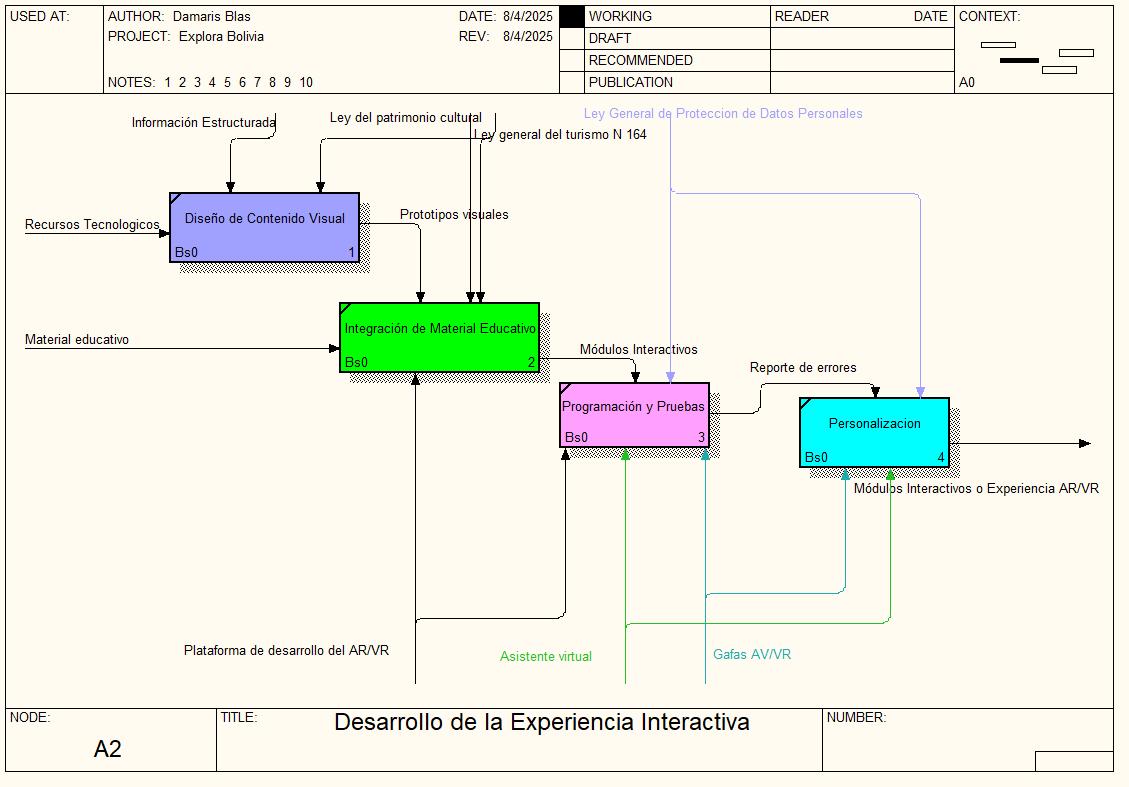 USED AT:
AUTHOR: Damaris Blas
DATE: 8/4/2025
PROJECT: Explora Bolivia
REV: 8/4/2025
NOTES: 1 2 3 4 5 6 7 8 9 10
WORKING
DRAFT
RECOMMENDED
PUBLICATION
READER DATE
CONTEXT:
A0
Información Estructurada
Ley del patrimonio cultural
Ley general del turismo N 164
Ley General de Proteccion de Datos Personales
Recursos Tecnologicos
Diseño de Contenido Visual
Bs0 1
Prototipos visuales
Material educativo
Integración de Material Educativo
Bs0 2
Módulos Interactivos
Programación y Pruebas
Bs0 3
Reporte de errores
Personalizacion
Bs0 4
Módulos Interactivos o Experiencia AR/VR
Plataforma de desarrollo del AR/VR
Asistente virtual
Gafas AV/VR
NODE:
A2
TITLE:
Desarrollo de la Experiencia Interactiva
NUMBER: